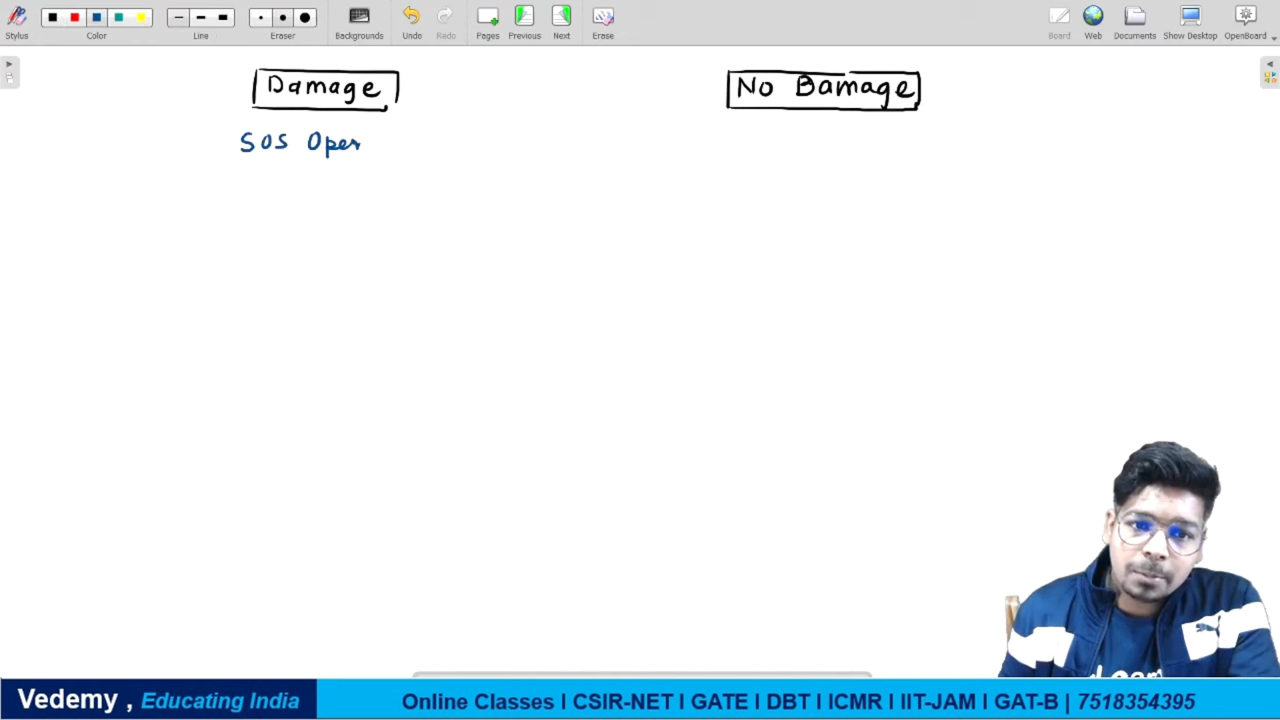 Stylus Color Line Eraser Backgrounds Undo Redo Pages Previous Next Erase Board Web Documents Show Desktop OpenBoard
Damage
No Damage
SOS Oper
Vedemy , Educating India
Online Classes I CSIR-NET I GATE I DBT I ICMR I IIT-JAM I GAT-B | 7518354395